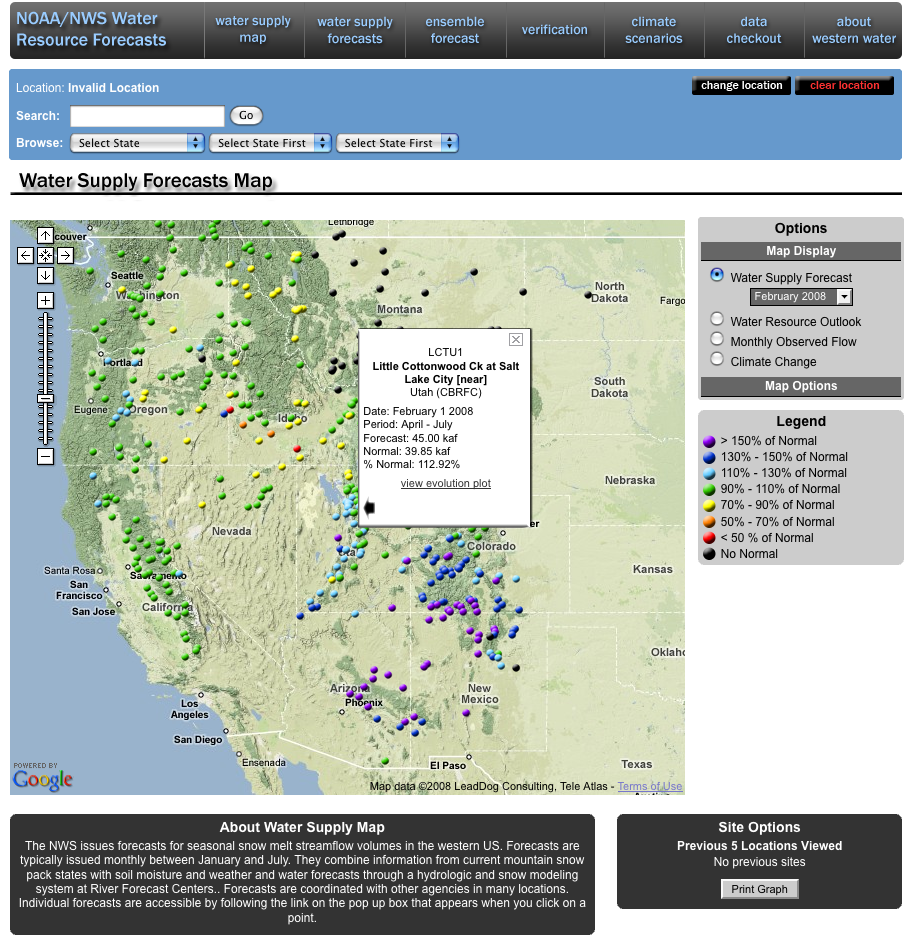 NOAA/NWS Water
Resource Forecasts
water supply
map
water supply
forecasts
ensemble
forecast
verification
climate
scenarios
data
checkout
about
western water
Location: Invalid Location
change location
clear location
Search:
Go
Browse:
Select State
Select State First
Select State First
Water Supply Forecasts Map
couver
Lethbridge
Seattle
Washington
Montana
North
Dakota
Fargo
Portland
Eugene
Oregon
Idaho
South
Dakota
Nebraska
Nevada
Colorado
Kansas
Santa Rosa
Sacramento
San
Francisco
San Jose
California
Oklaho
Los
Angeles
Arizona
Phoenix
New
Mexico
San Diego
Ensenada
El Paso
Texas
LCTU1
Little Cottonwood Ck at Salt
Lake City [near]
Utah (CBRFC)
Date: February 1 2008
Period: April - July
Forecast: 45.00 kaf
Normal: 39.85 kaf
% Normal: 112.92%
view evolution plot
POWERED BY
Google
Map data ©2008 LeadDog Consulting, Tele Atlas - Terms of Use
Options
Map Display
Water Supply Forecast
February 2008
Water Resource Outlook
Monthly Observed Flow
Climate Change
Map Options
Legend
> 150% of Normal
130% - 150% of Normal
110% - 130% of Normal
90% - 110% of Normal
70% - 90% of Normal
50% - 70% of Normal
< 50 % of Normal
No Normal
About Water Supply Map
The NWS issues forecasts for seasonal snow melt streamflow volumes in the western US. Forecasts are
typically issued monthly between January and July. They combine information from current mountain snow
pack states with soil moisture and weather and water forecasts through a hydrologic and snow modeling
system at River Forecast Centers.. Forecasts are coordinated with other agencies in many locations.
Individual forecasts are accessible by following the link on the pop up box that appears when you click on a
point.
Site Options
Previous 5 Locations Viewed
No previous sites
Print Graph